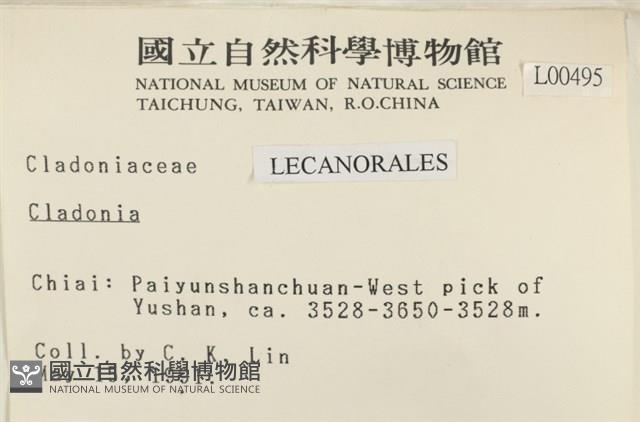 國立自然科學博物館
NATIONAL MUSEUM OF NATURAL SCIENCE
TAICHUNG, TAIWAN, R.O.CHINA
L00495
Cladoniaceae
LECANORALES
Cladonia
Chiai: Paiyunshanchuan-West pick of
Yushan, ca. 3528-3650-3528m.
Coll. by C. K. Lin
國立自然科學博物館
NATIONAL MUSEUM OF NATURAL SCIENCE